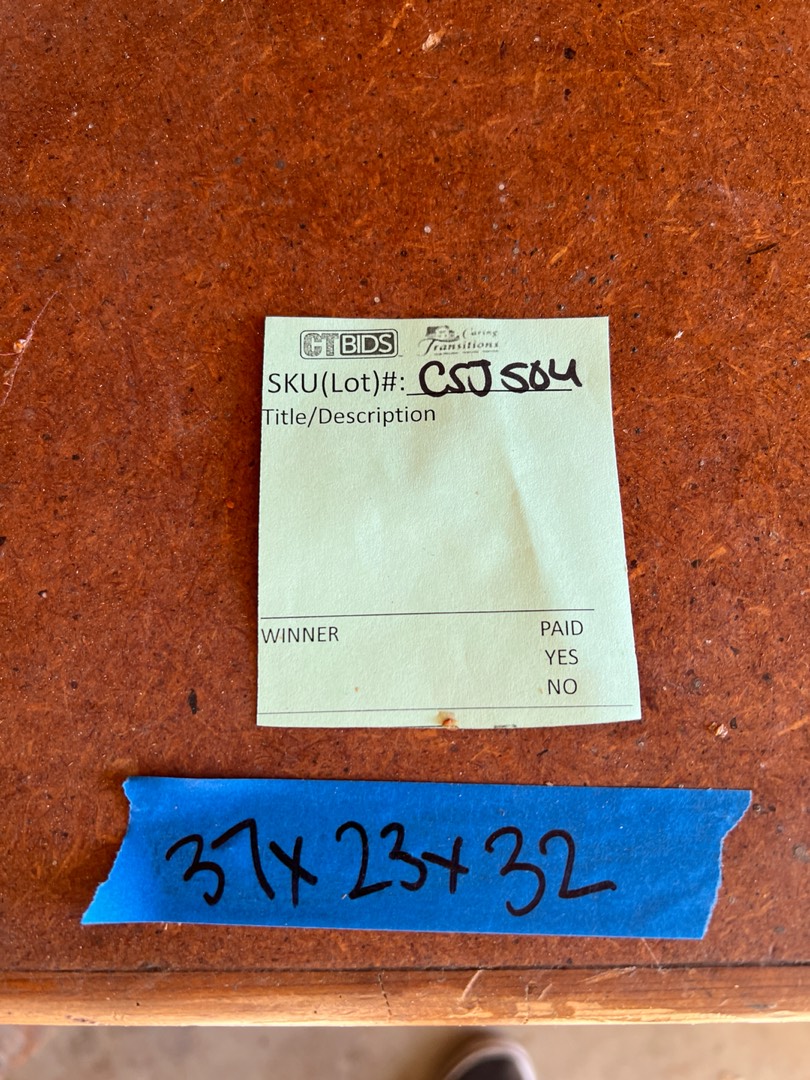 CTBIDS Caring
Transitions
SKU(Lot)#: CSJ504
Title/Description
WINNER PAID
YES
NO
37x23x32